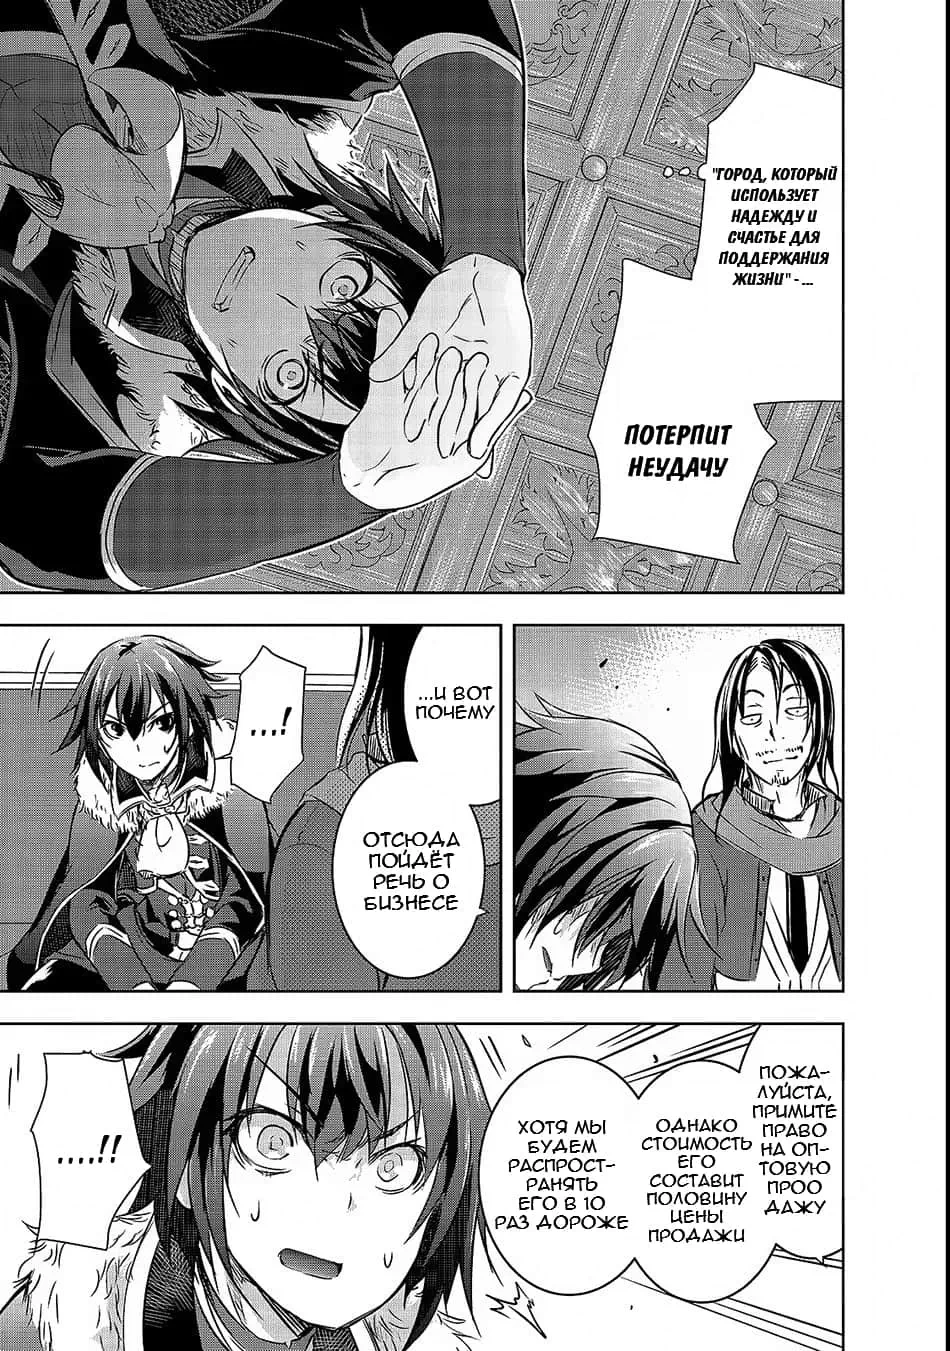 "ГОРОД, КОТОРЫЙ
ИСПОЛЬЗУЕТ
НАДЕЖДУ И
СЧАСТЬЕ ДЛЯ
ПОДДЕРЖАНИЯ
ЖИЗНИ" - ...
ПОТЕРПИТ
НЕУДАЧУ
...И ВОТ
ПОЧЕМУ
ОТСЮДА
ПОЙДЁТ
РЕЧЬ О
БИЗНЕСЕ
....!
ПОЖА-
ЛУЙСТА,
ПРИМИТЕ
ПРАВО
НА ОП-
ТОВУЮ
ПРОО
ДАЖУ
ОДНАКО
СТОИМОСТЬ
ЕГО
СОСТАВИТ
ПОЛОВИНУ
ЦЕНЫ
ПРОДАЖИ
ХОТЯ МЫ
БУДЕМ
РАСПРОСТ-
РАНЯТЬ
ЕГО В 10
РАЗ ДОРОЖЕ
....!!